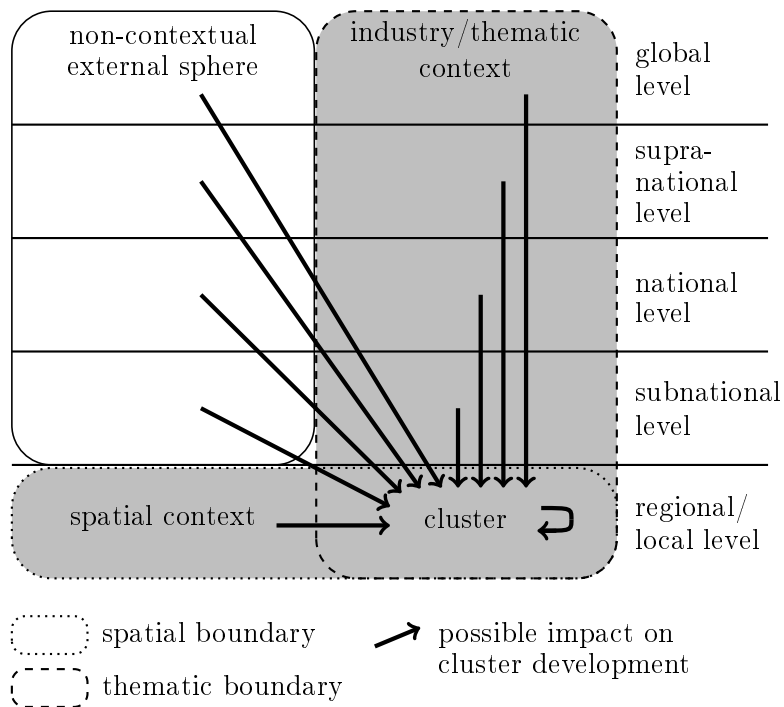 non-contextual
external sphere
industry/thematic
context
global
level
supra-
national
level
national
level
subnational
level
spatial context
cluster
regional/
local level
spatial boundary
thematic boundary
possible impact on
cluster development